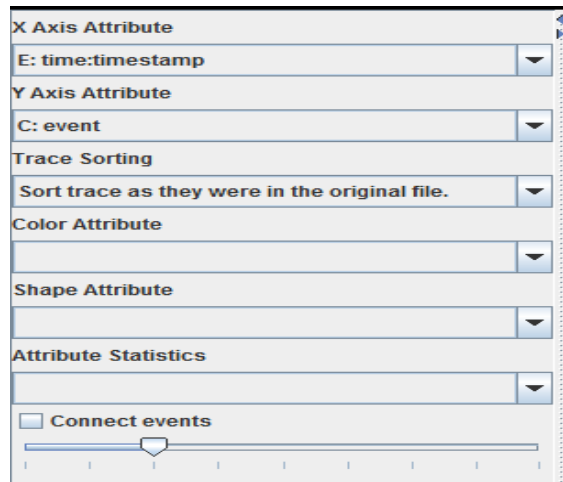 X Axis Attribute
E: time:timestamp
Y Axis Attribute
C: event
Trace Sorting
Sort trace as they were in the original file.
Color Attribute
Shape Attribute
Attribute Statistics
Connect events